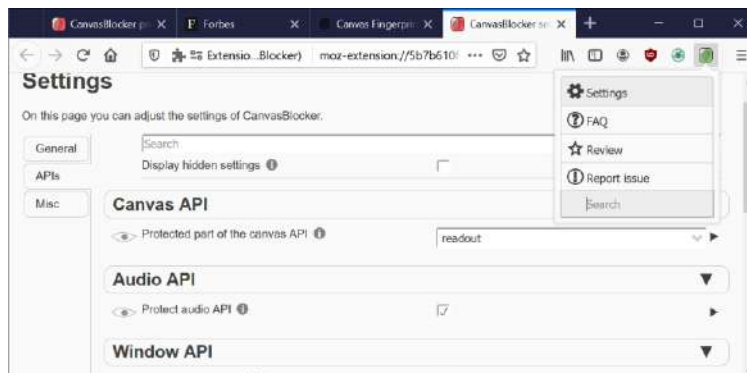 CanvasBlocker p
Forbes
Canvas Fingerprin
CanvasBlocker se
Extensio...Blocker)
moz-extension://5b7b610f
Settings
On this page you can adjust the settings of CanvasBlocker.
Settings
FAQ
Review
Report issue
Search
General
APIs
Misc
Search
Display hidden settings
Canvas API
Protected part of the canvas API
readout
Audio API
Protect audio API
Window API